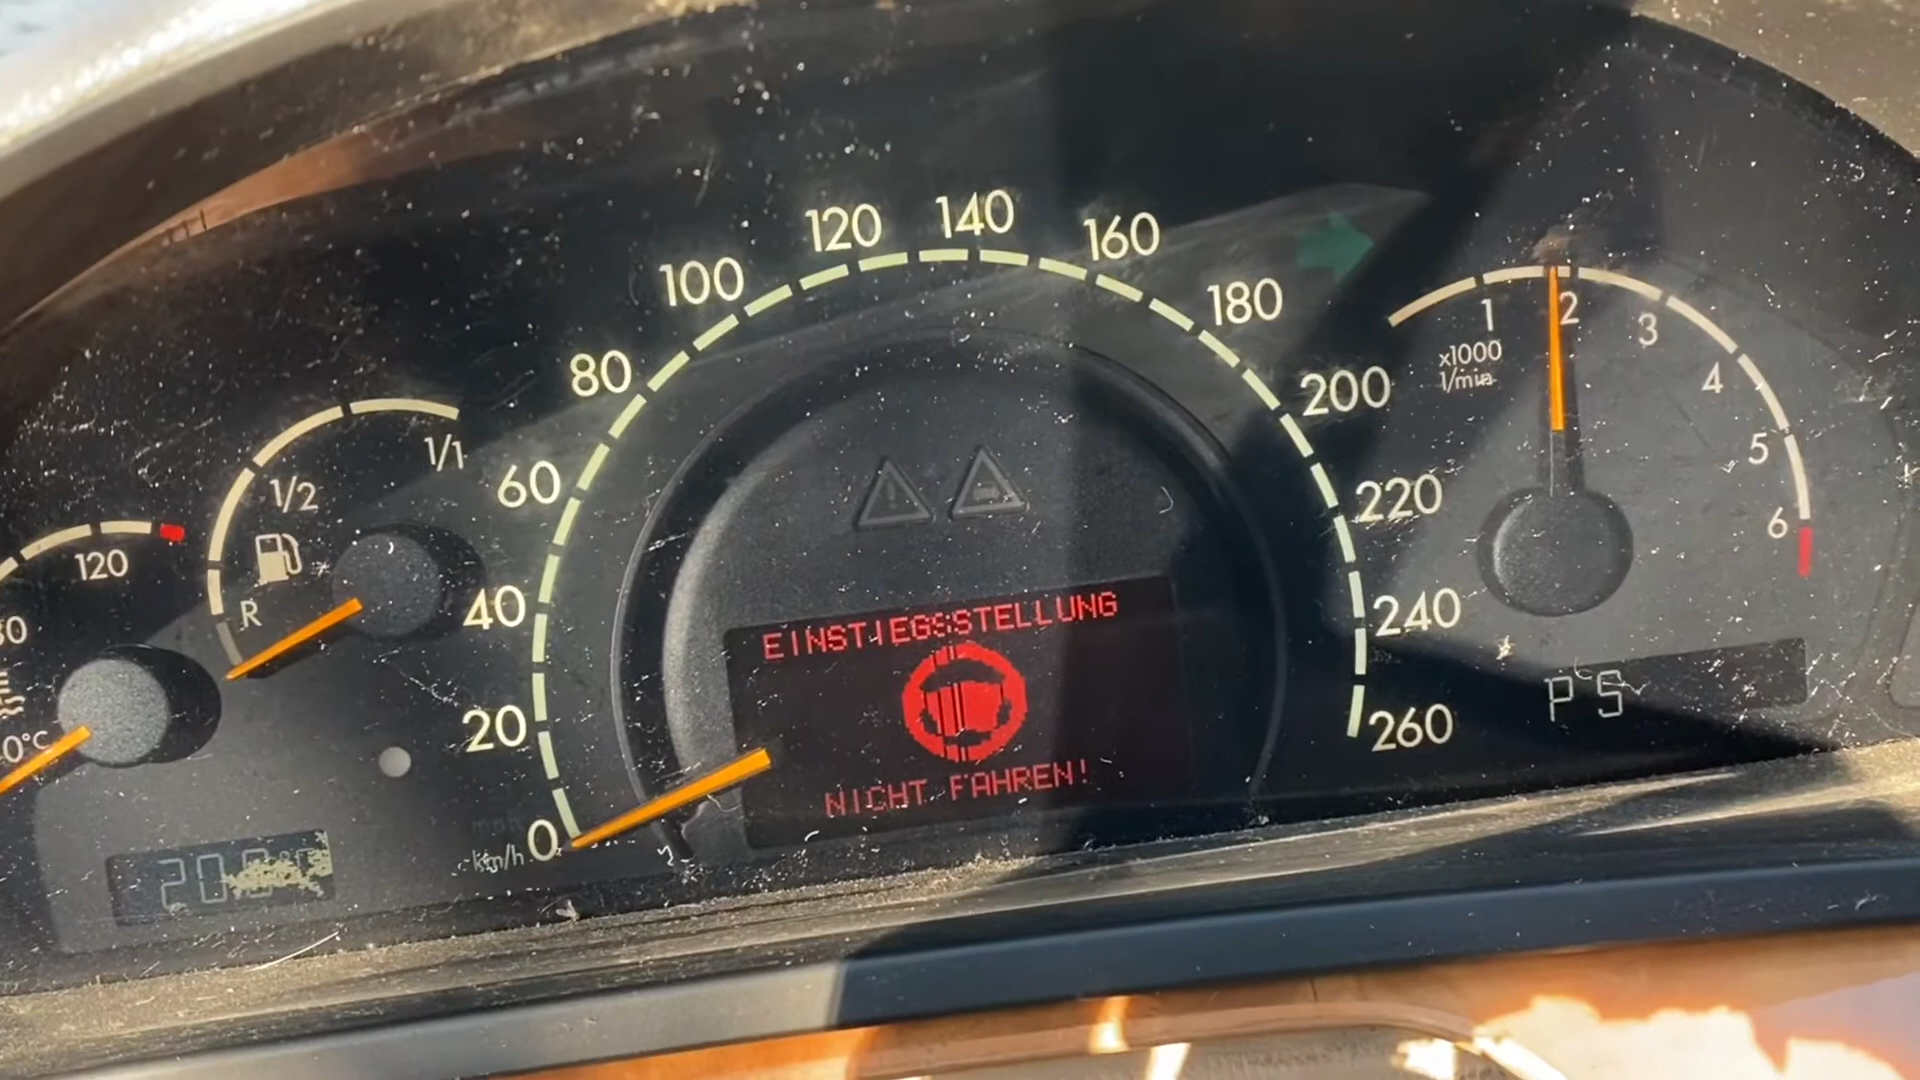 120 140
100 160
80 180
60 200
40 220
20 240
0 260
km/h
1/1
1/2
R
120
0°C
1 2 3 4 5 6
x1000
1/min
EINSTIEGSSTELLUNG
NICHT FAHREN!